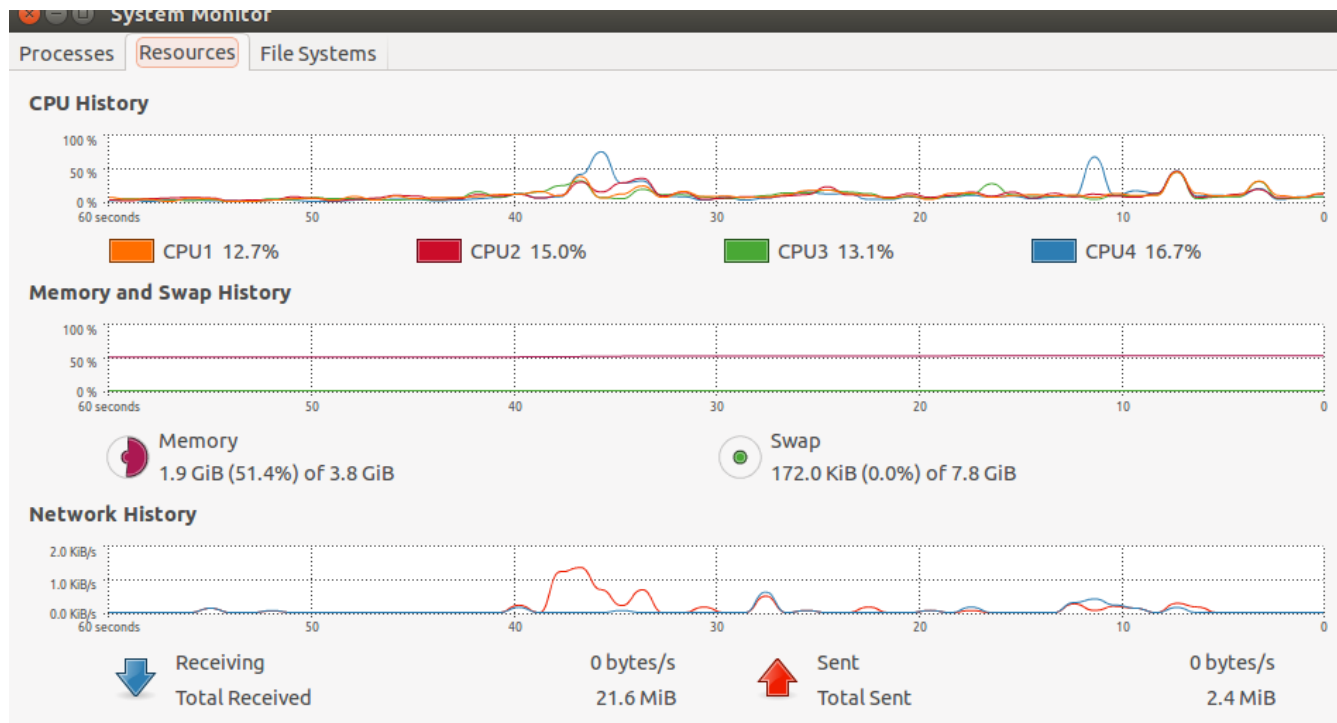 System Monitor
Processes Resources File Systems
CPU History
100 %
50 %
0 %
60 seconds 50 40 30 20 10 0
CPU1 12.7% CPU2 15.0% CPU3 13.1% CPU4 16.7%
Memory and Swap History
100 %
50 %
0 %
60 seconds 50 40 30 20 10 0
Memory Swap
1.9 GiB (51.4%) of 3.8 GiB 172.0 KiB (0.0%) of 7.8 GiB
Network History
2.0 KiB/s
1.0 KiB/s
0.0 KiB/s
60 seconds 50 40 30 20 10 0
Receiving 0 bytes/s Sent 0 bytes/s
Total Received 21.6 MiB Total Sent 2.4 MiB